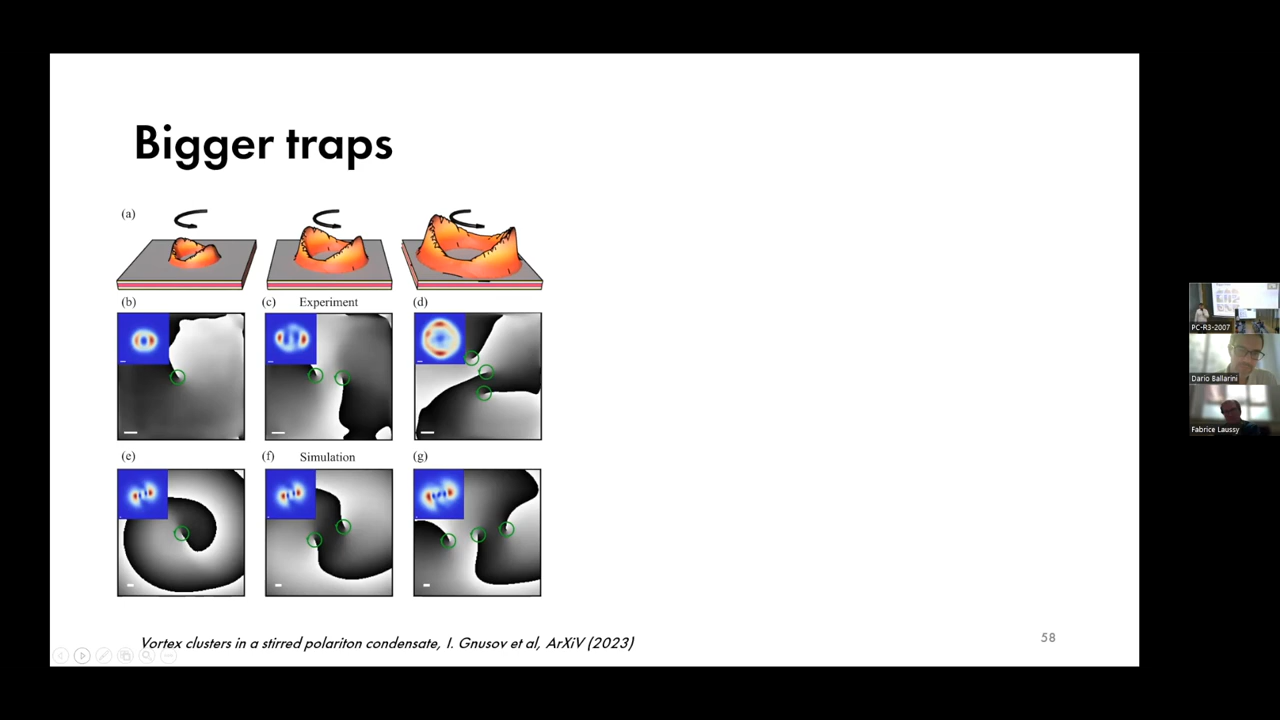 Bigger traps
(a)
(b)
(c) Experiment
(d)
(e)
(f) Simulation
(g)
Vortex clusters in a stirred polariton condensate, I. Gnusov et al, ArXiV (2023)
58
PC-R3-2007
Dario Ballarini
Fabrice Laussy